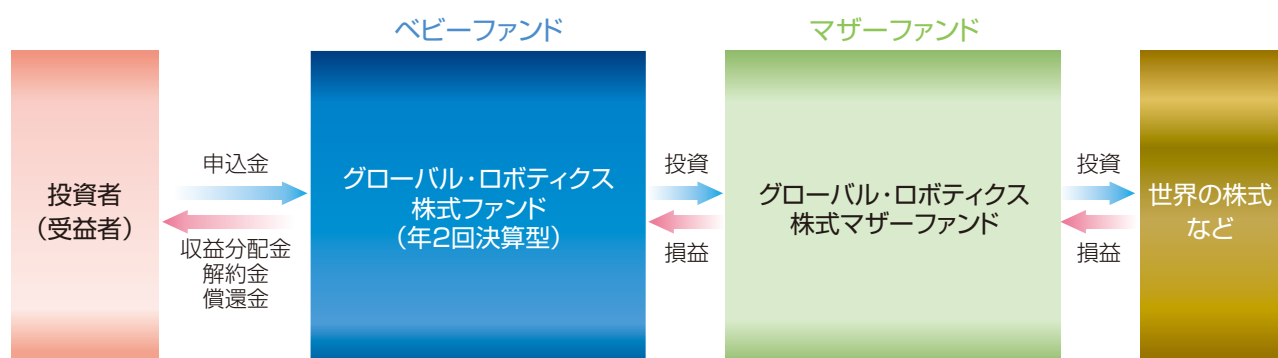 ベビーファンド
マザーファンド
投資者
（受益者）
申込金
収益分配金
解約金
償還金
グローバル・ロボティクス
株式ファンド
（年2回決算型）
投資
損益
グローバル・ロボティクス
株式マザーファンド
投資
損益
世界の株式
など